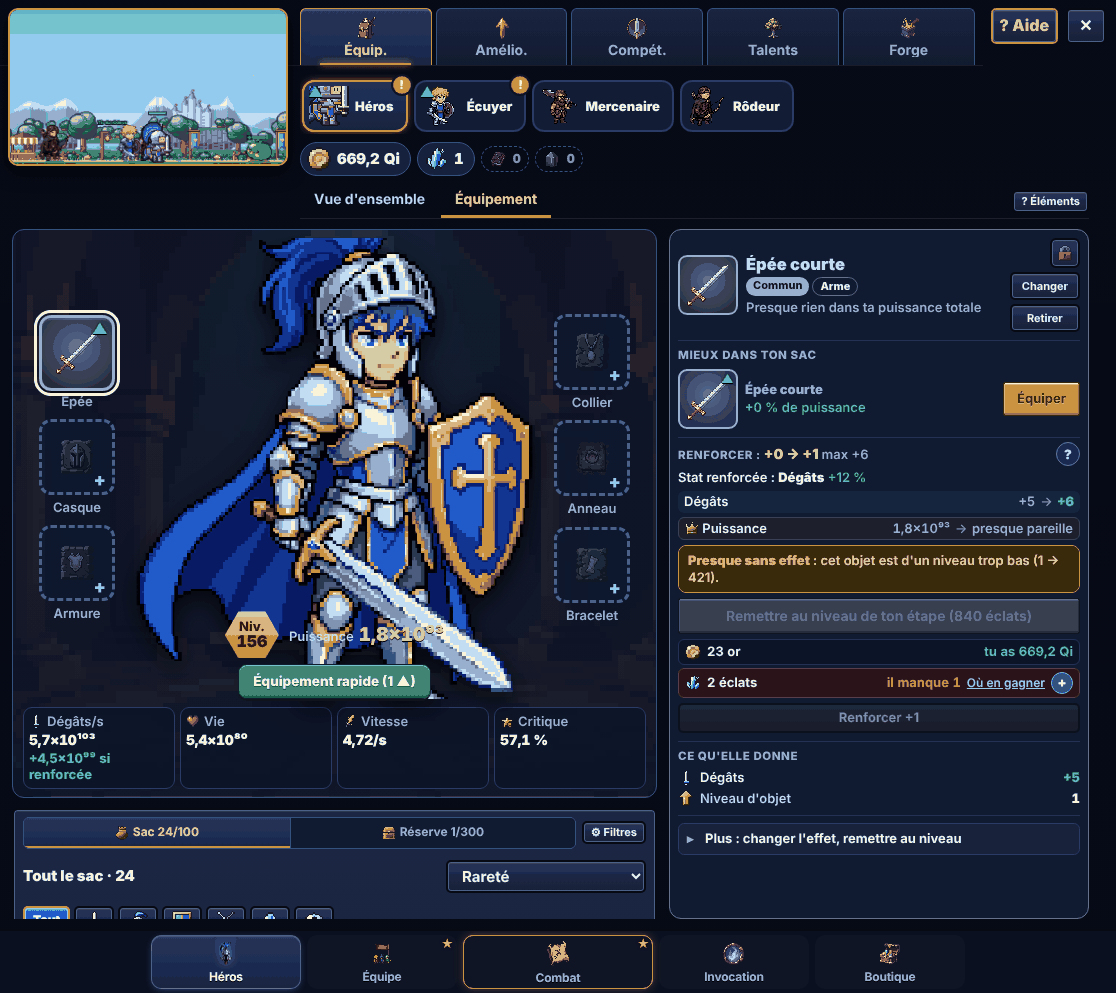 Équip.
Amélio.
Compét.
Talents
Forge
? Aide
×
Héros
!
Écuyer
!
Mercenaire
Rôdeur
669,2 Qi
1
0
0
Vue d'ensemble
Équipement
? Éléments
Épée
Casque
Armure
Collier
Anneau
Bracelet
Niv.
156
Puissance 1,8×10⁹³
Équipement rapide (1 ▲)
Dégâts/s
5,7×10¹⁰³
+4,5×10⁹⁹ si
renforcée
Vie
5,4×10⁸⁰
Vitesse
4,72/s
Critique
57,1 %
Sac 24/100
Réserve 1/300
⚙ Filtres
Tout le sac · 24
Rareté
Tout
Épée courte
Commun
Arme
Presque rien dans ta puissance totale
Changer
Retirer
MIEUX DANS TON SAC
Épée courte
+0 % de puissance
Équiper
RENFORCER : +0 → +1 max +6
?
Stat renforcée : Dégâts +12 %
Dégâts
+5 → +6
Puissance
1,8×10⁹³ → presque pareille
Presque sans effet : cet objet est d'un niveau trop bas (1 →
421).
Remettre au niveau de ton étape (840 éclats)
23 or
tu as 669,2 Qi
2 éclats
il manque 1 Où en gagner +
Renforcer +1
CE QU'ELLE DONNE
Dégâts
+5
Niveau d'objet
1
▸ Plus : changer l'effet, remettre au niveau
Héros
Équipe
Combat
Invocation
Boutique